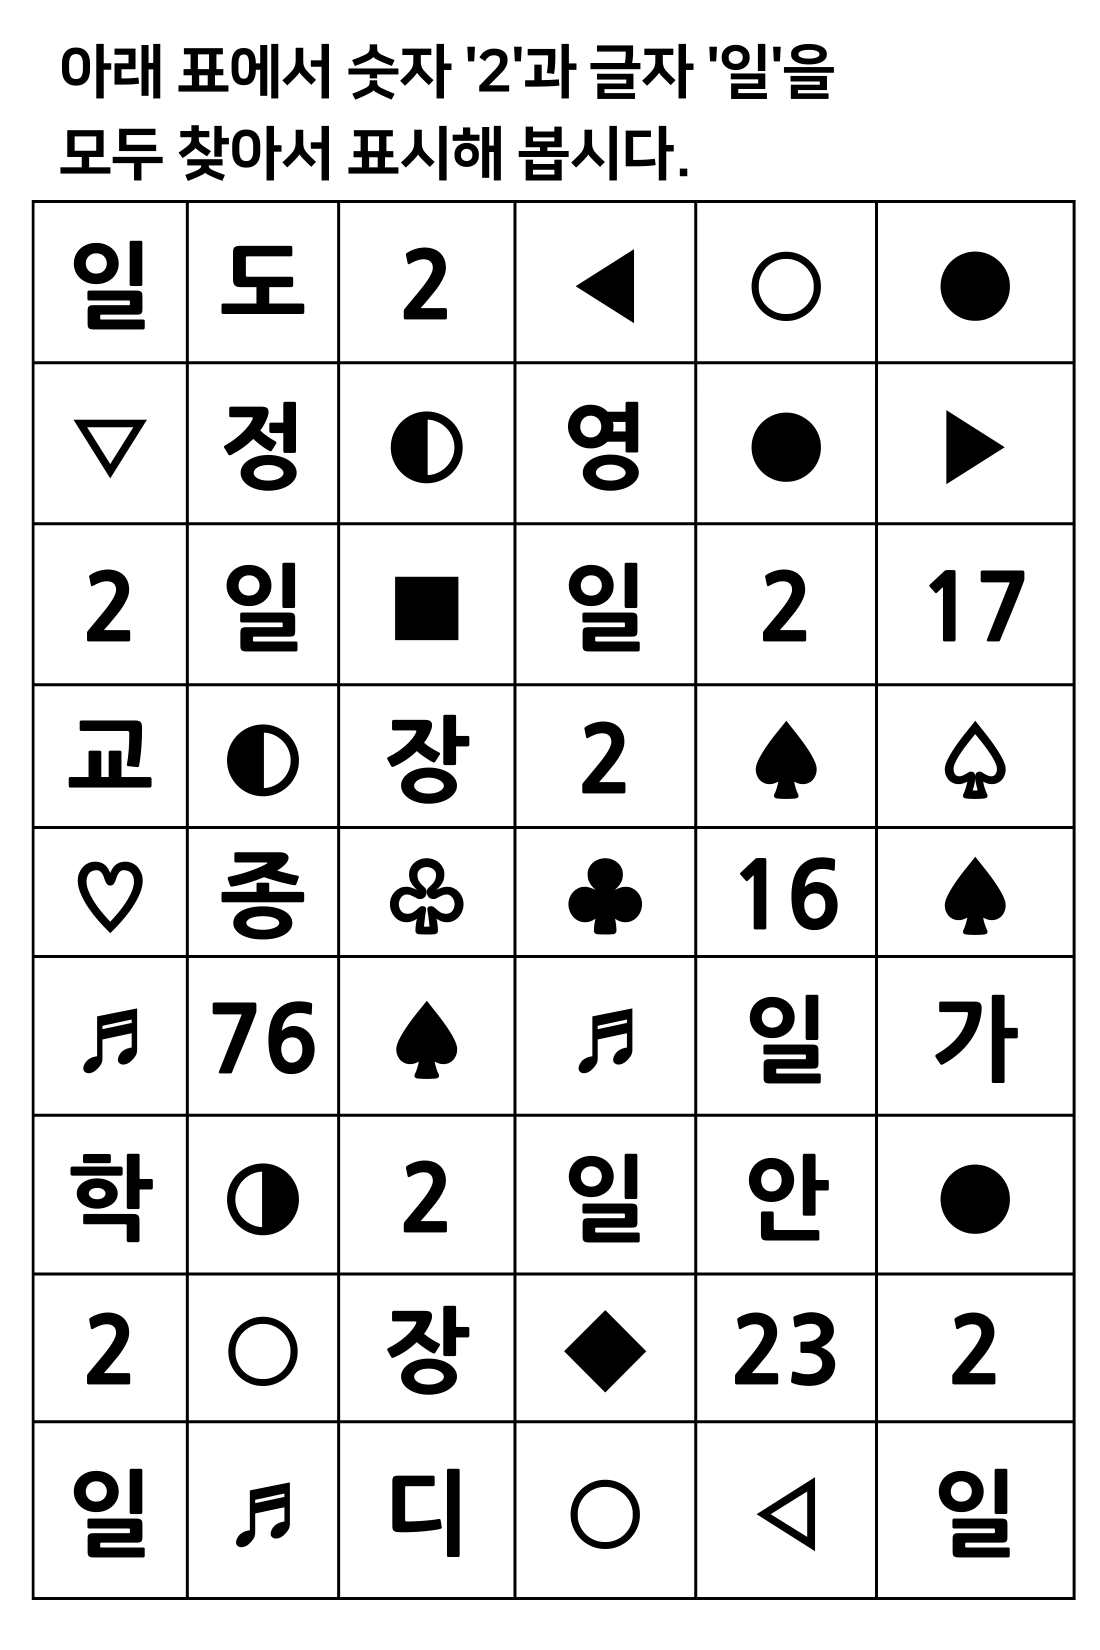 아래 표에서 숫자 '2'과 글자 '일'을
모두 찾아서 표시해 봅시다.
일 도 2 ◀ ○ ●
▽ 정 ◐ 영 ● ▶
2 일 ■ 일 2 17
교 ◐ 장 2 ♠ ♤
♡ 종 ♧ ♣ 16 ♠
♬ 76 ♠ ♬ 일 가
학 ◑ 2 일 안 ●
2 ○ 장 ◆ 23 2
일 ♬ 디 ○ ◁ 일